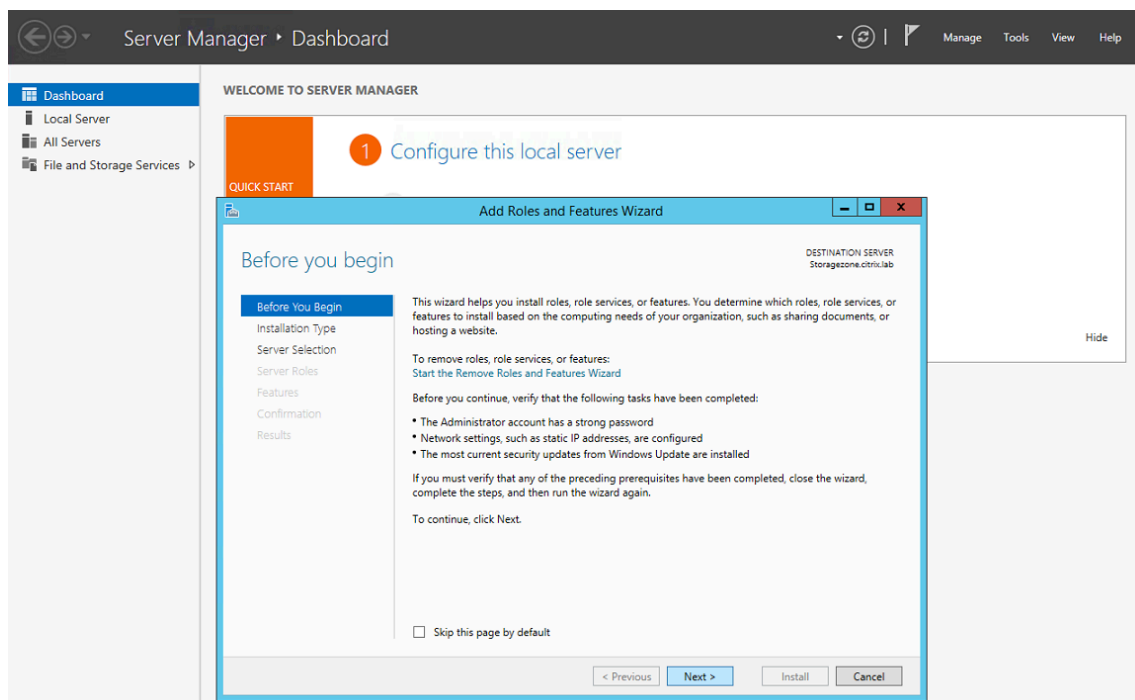 Server Manager • Dashboard
Manage Tools View Help
Dashboard
Local Server
All Servers
File and Storage Services
WELCOME TO SERVER MANAGER
QUICK START
1 Configure this local server
Hide
Add Roles and Features Wizard
Before you begin
DESTINATION SERVER
Storagezone.citrix.lab
Before You Begin
Installation Type
Server Selection
Server Roles
Features
Confirmation
Results
This wizard helps you install roles, role services, or features. You determine which roles, role services, or
features to install based on the computing needs of your organization, such as sharing documents, or
hosting a website.
To remove roles, role services, or features:
Start the Remove Roles and Features Wizard
Before you continue, verify that the following tasks have been completed:
• The Administrator account has a strong password
• Network settings, such as static IP addresses, are configured
• The most current security updates from Windows Update are installed
If you must verify that any of the preceding prerequisites have been completed, close the wizard,
complete the steps, and then run the wizard again.
To continue, click Next.
Skip this page by default
< Previous Next > Install Cancel